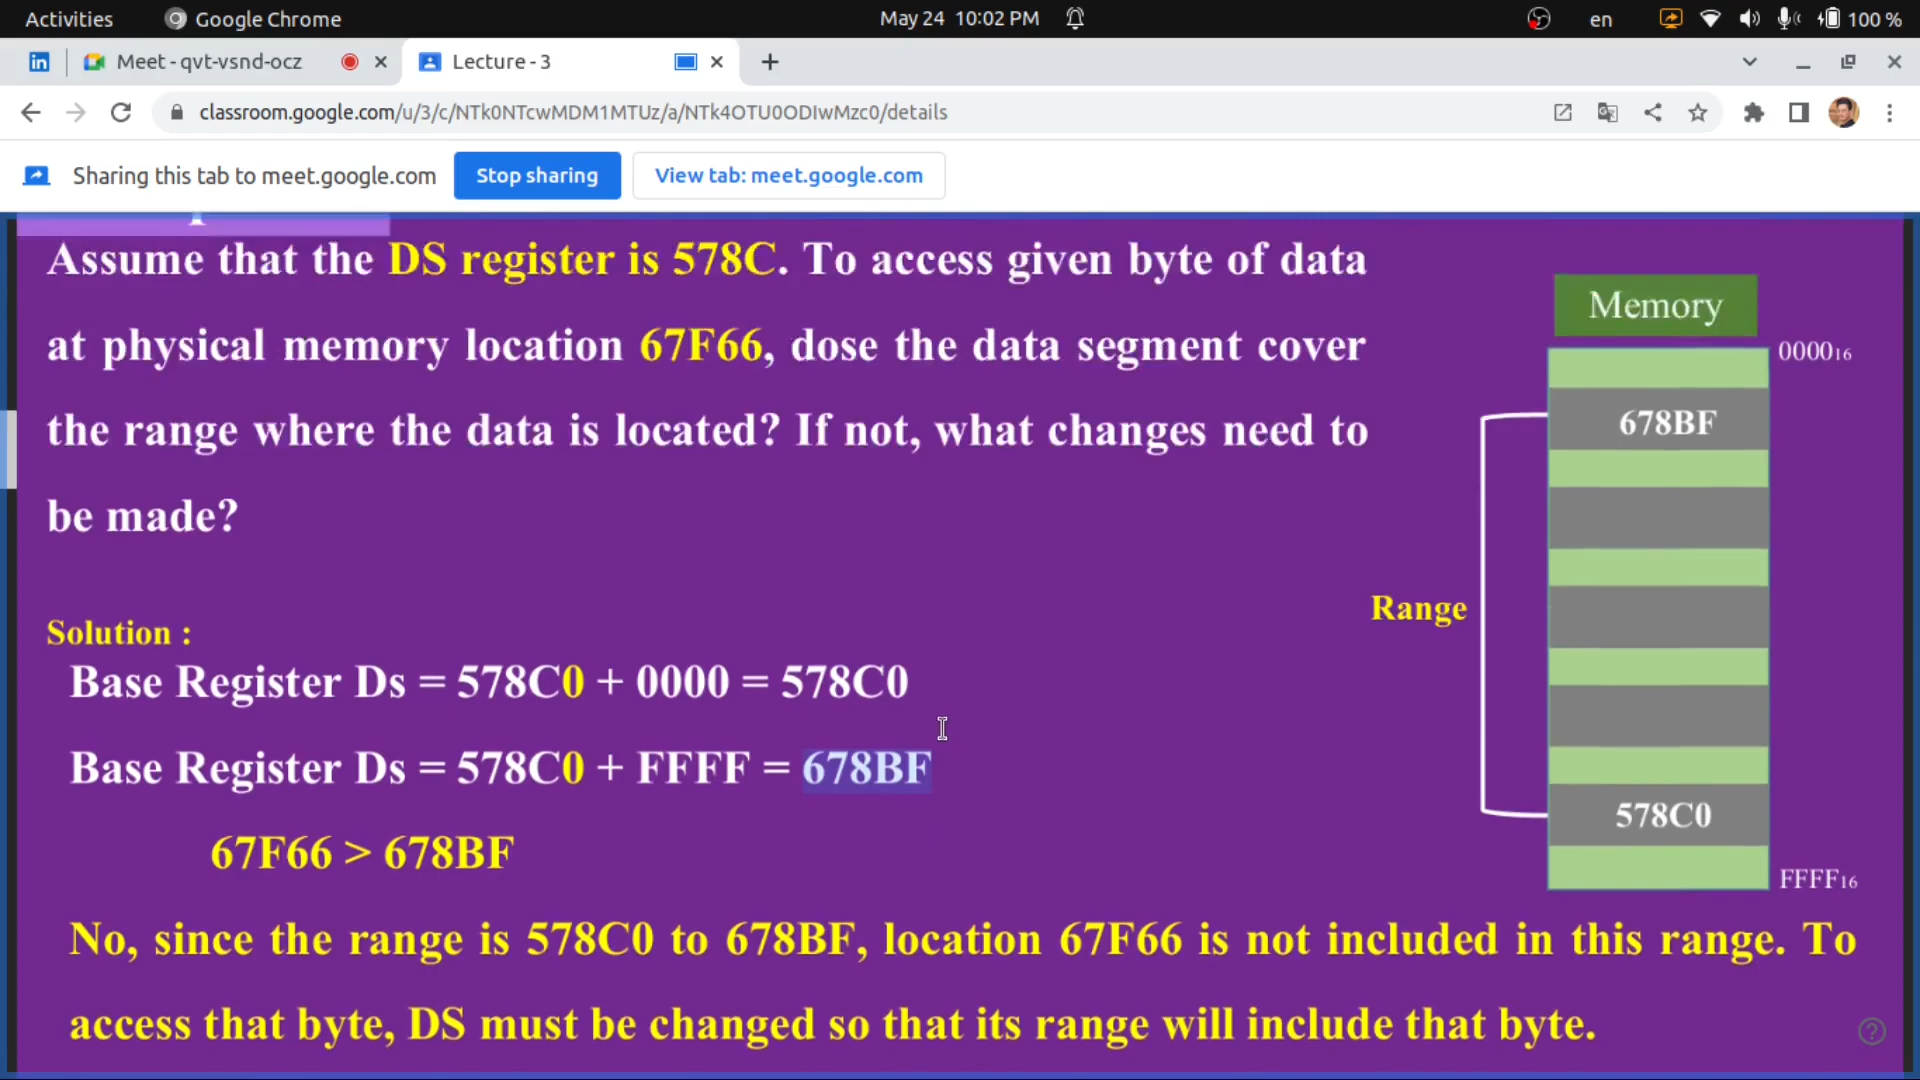 Activities
Google Chrome
May 24 10:02 PM
en
100 %
in
Meet - qvt-vsnd-ocz
Lecture - 3
classroom.google.com/u/3/c/NTk0NTcwMDM1MTUz/a/NTk4OTU0ODIwMzc0/details
Sharing this tab to meet.google.com
Stop sharing
View tab: meet.google.com
Assume that the DS register is 578C. To access given byte of data
at physical memory location 67F66, dose the data segment cover
the range where the data is located? If not, what changes need to
be made?
Solution :
Base Register Ds = 578C0 + 0000 = 578C0
Base Register Ds = 578C0 + FFFF = 678BF
67F66 > 678BF
No, since the range is 578C0 to 678BF, location 67F66 is not included in this range. To
access that byte, DS must be changed so that its range will include that byte.
Memory
0000₁₆
678BF
Range
578C0
FFFF₁₆